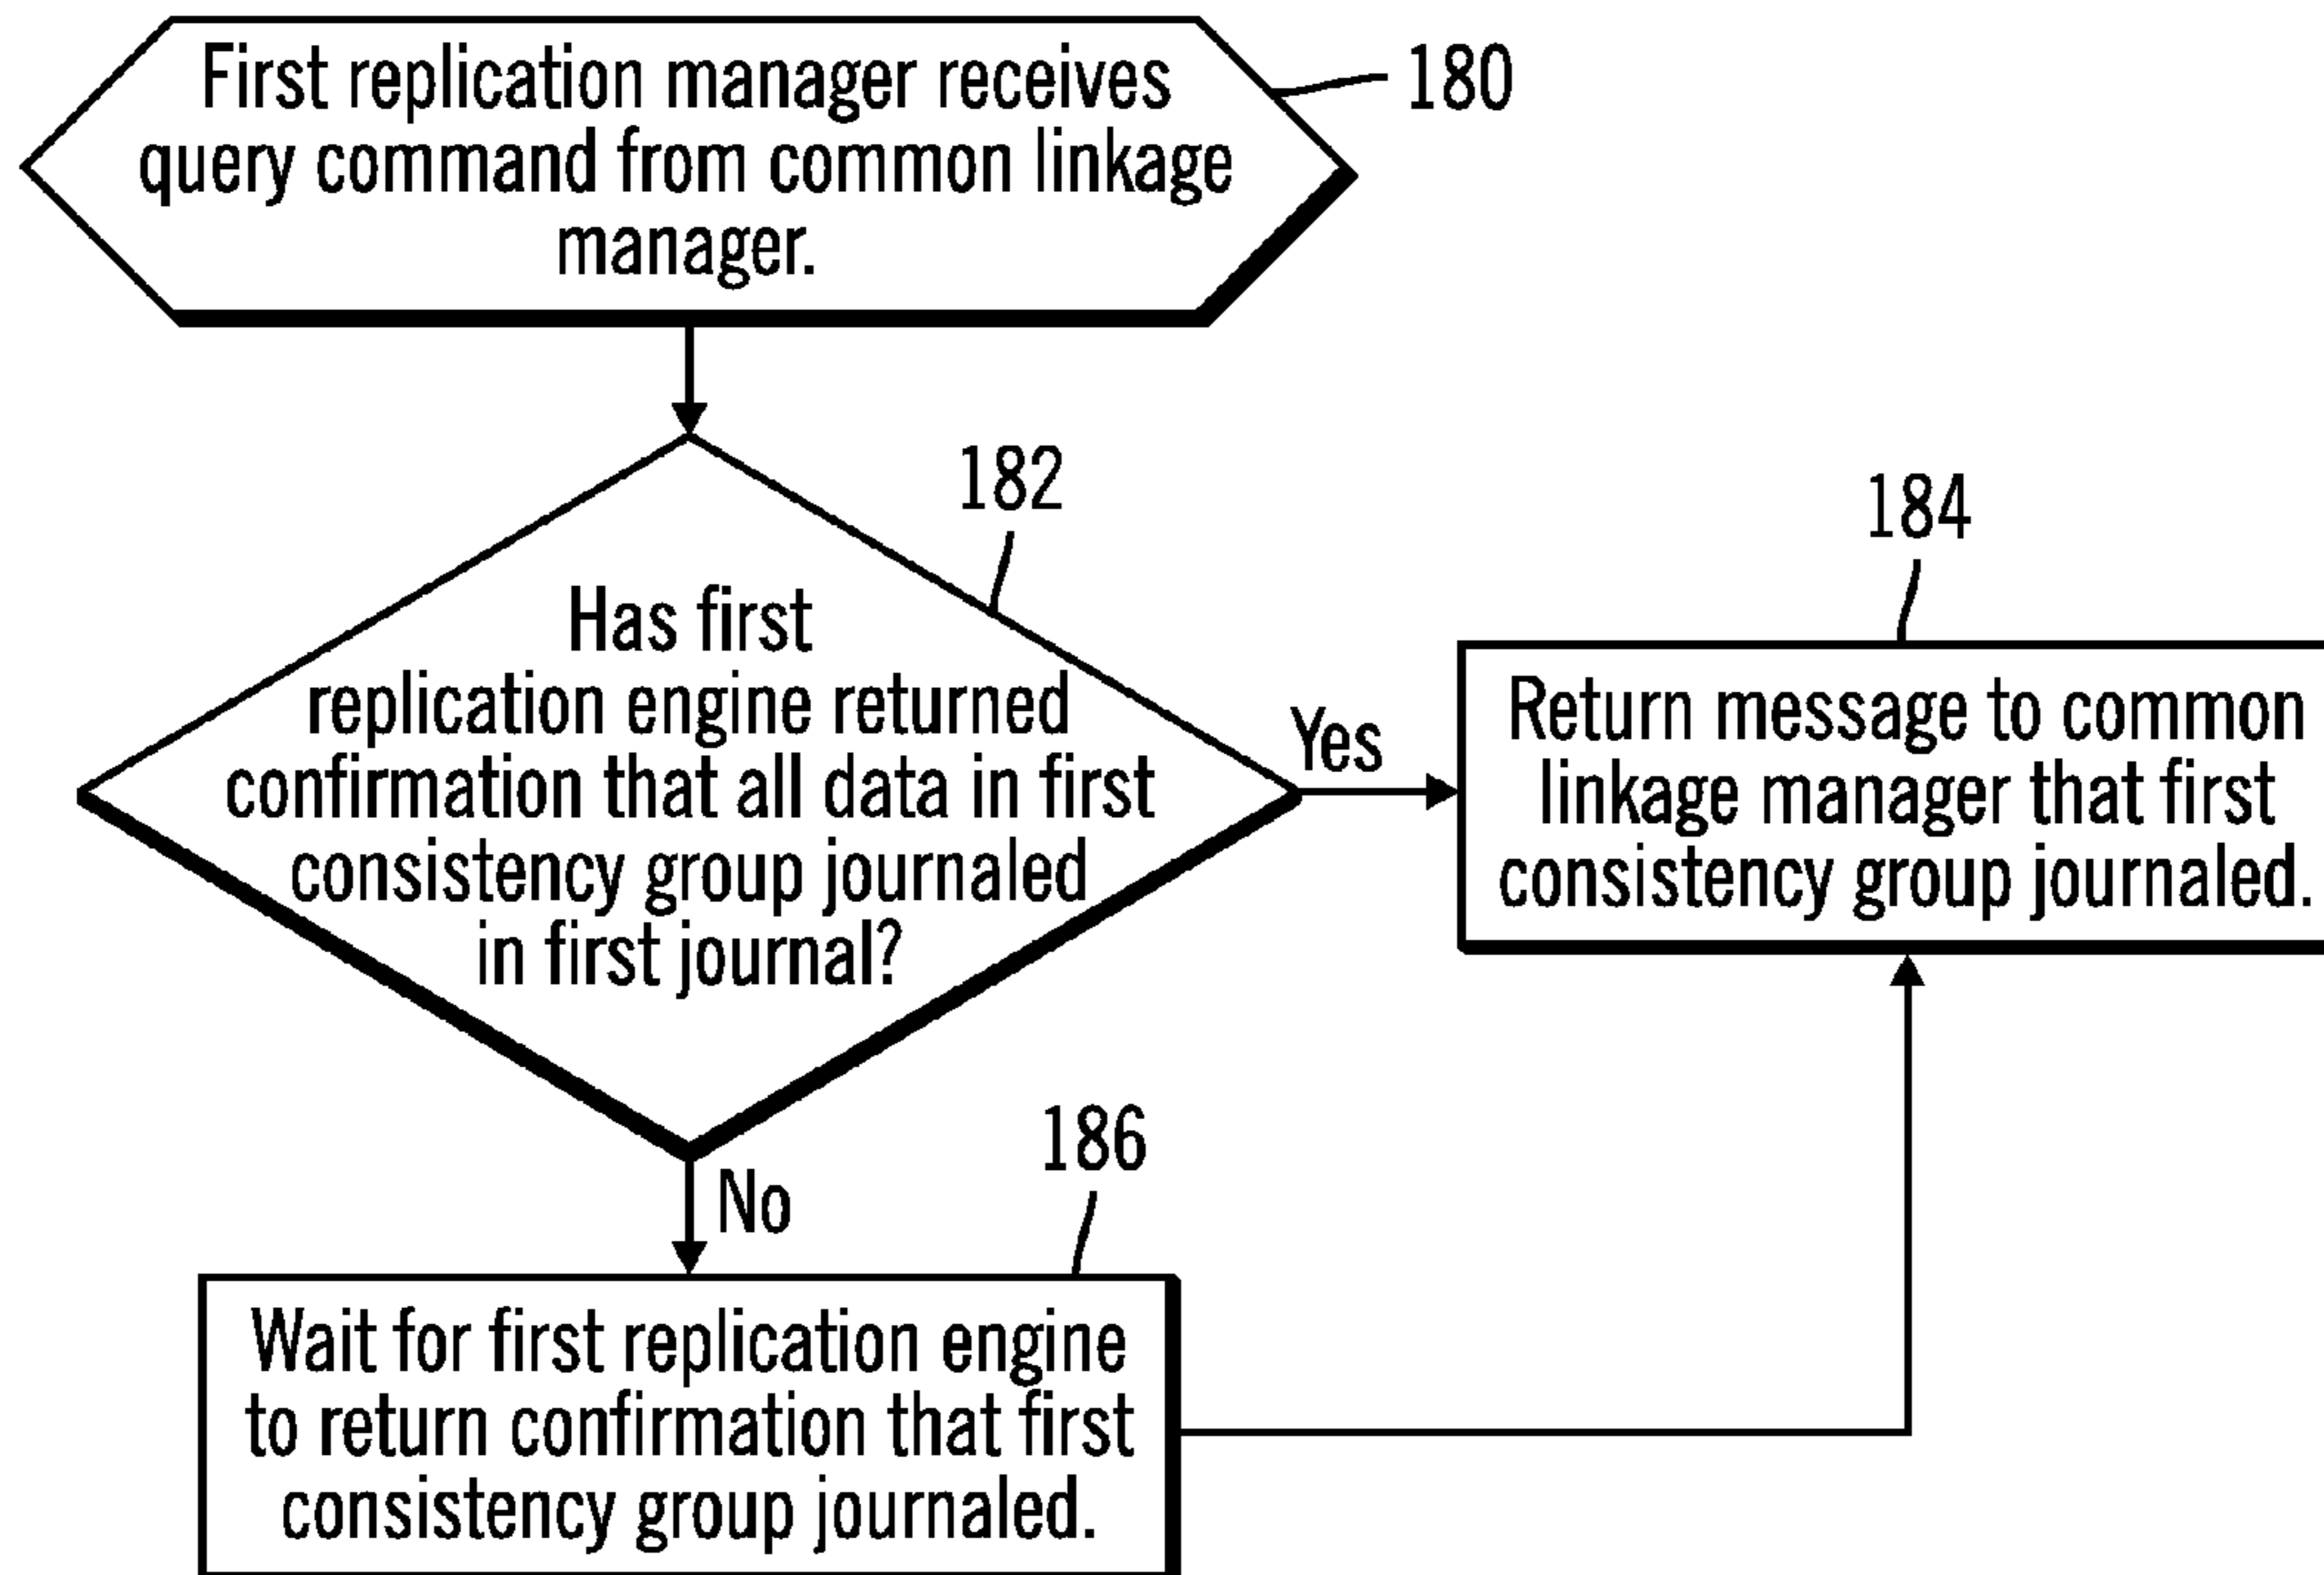 First replication manager receives
query command from common linkage
manager.
180
182
Has first
replication engine returned
confirmation that all data in first
consistency group journaled
in first journal?
Yes
184
Return message to common
linkage manager that first
consistency group journaled.
No
186
Wait for first replication engine
to return confirmation that first
consistency group journaled.